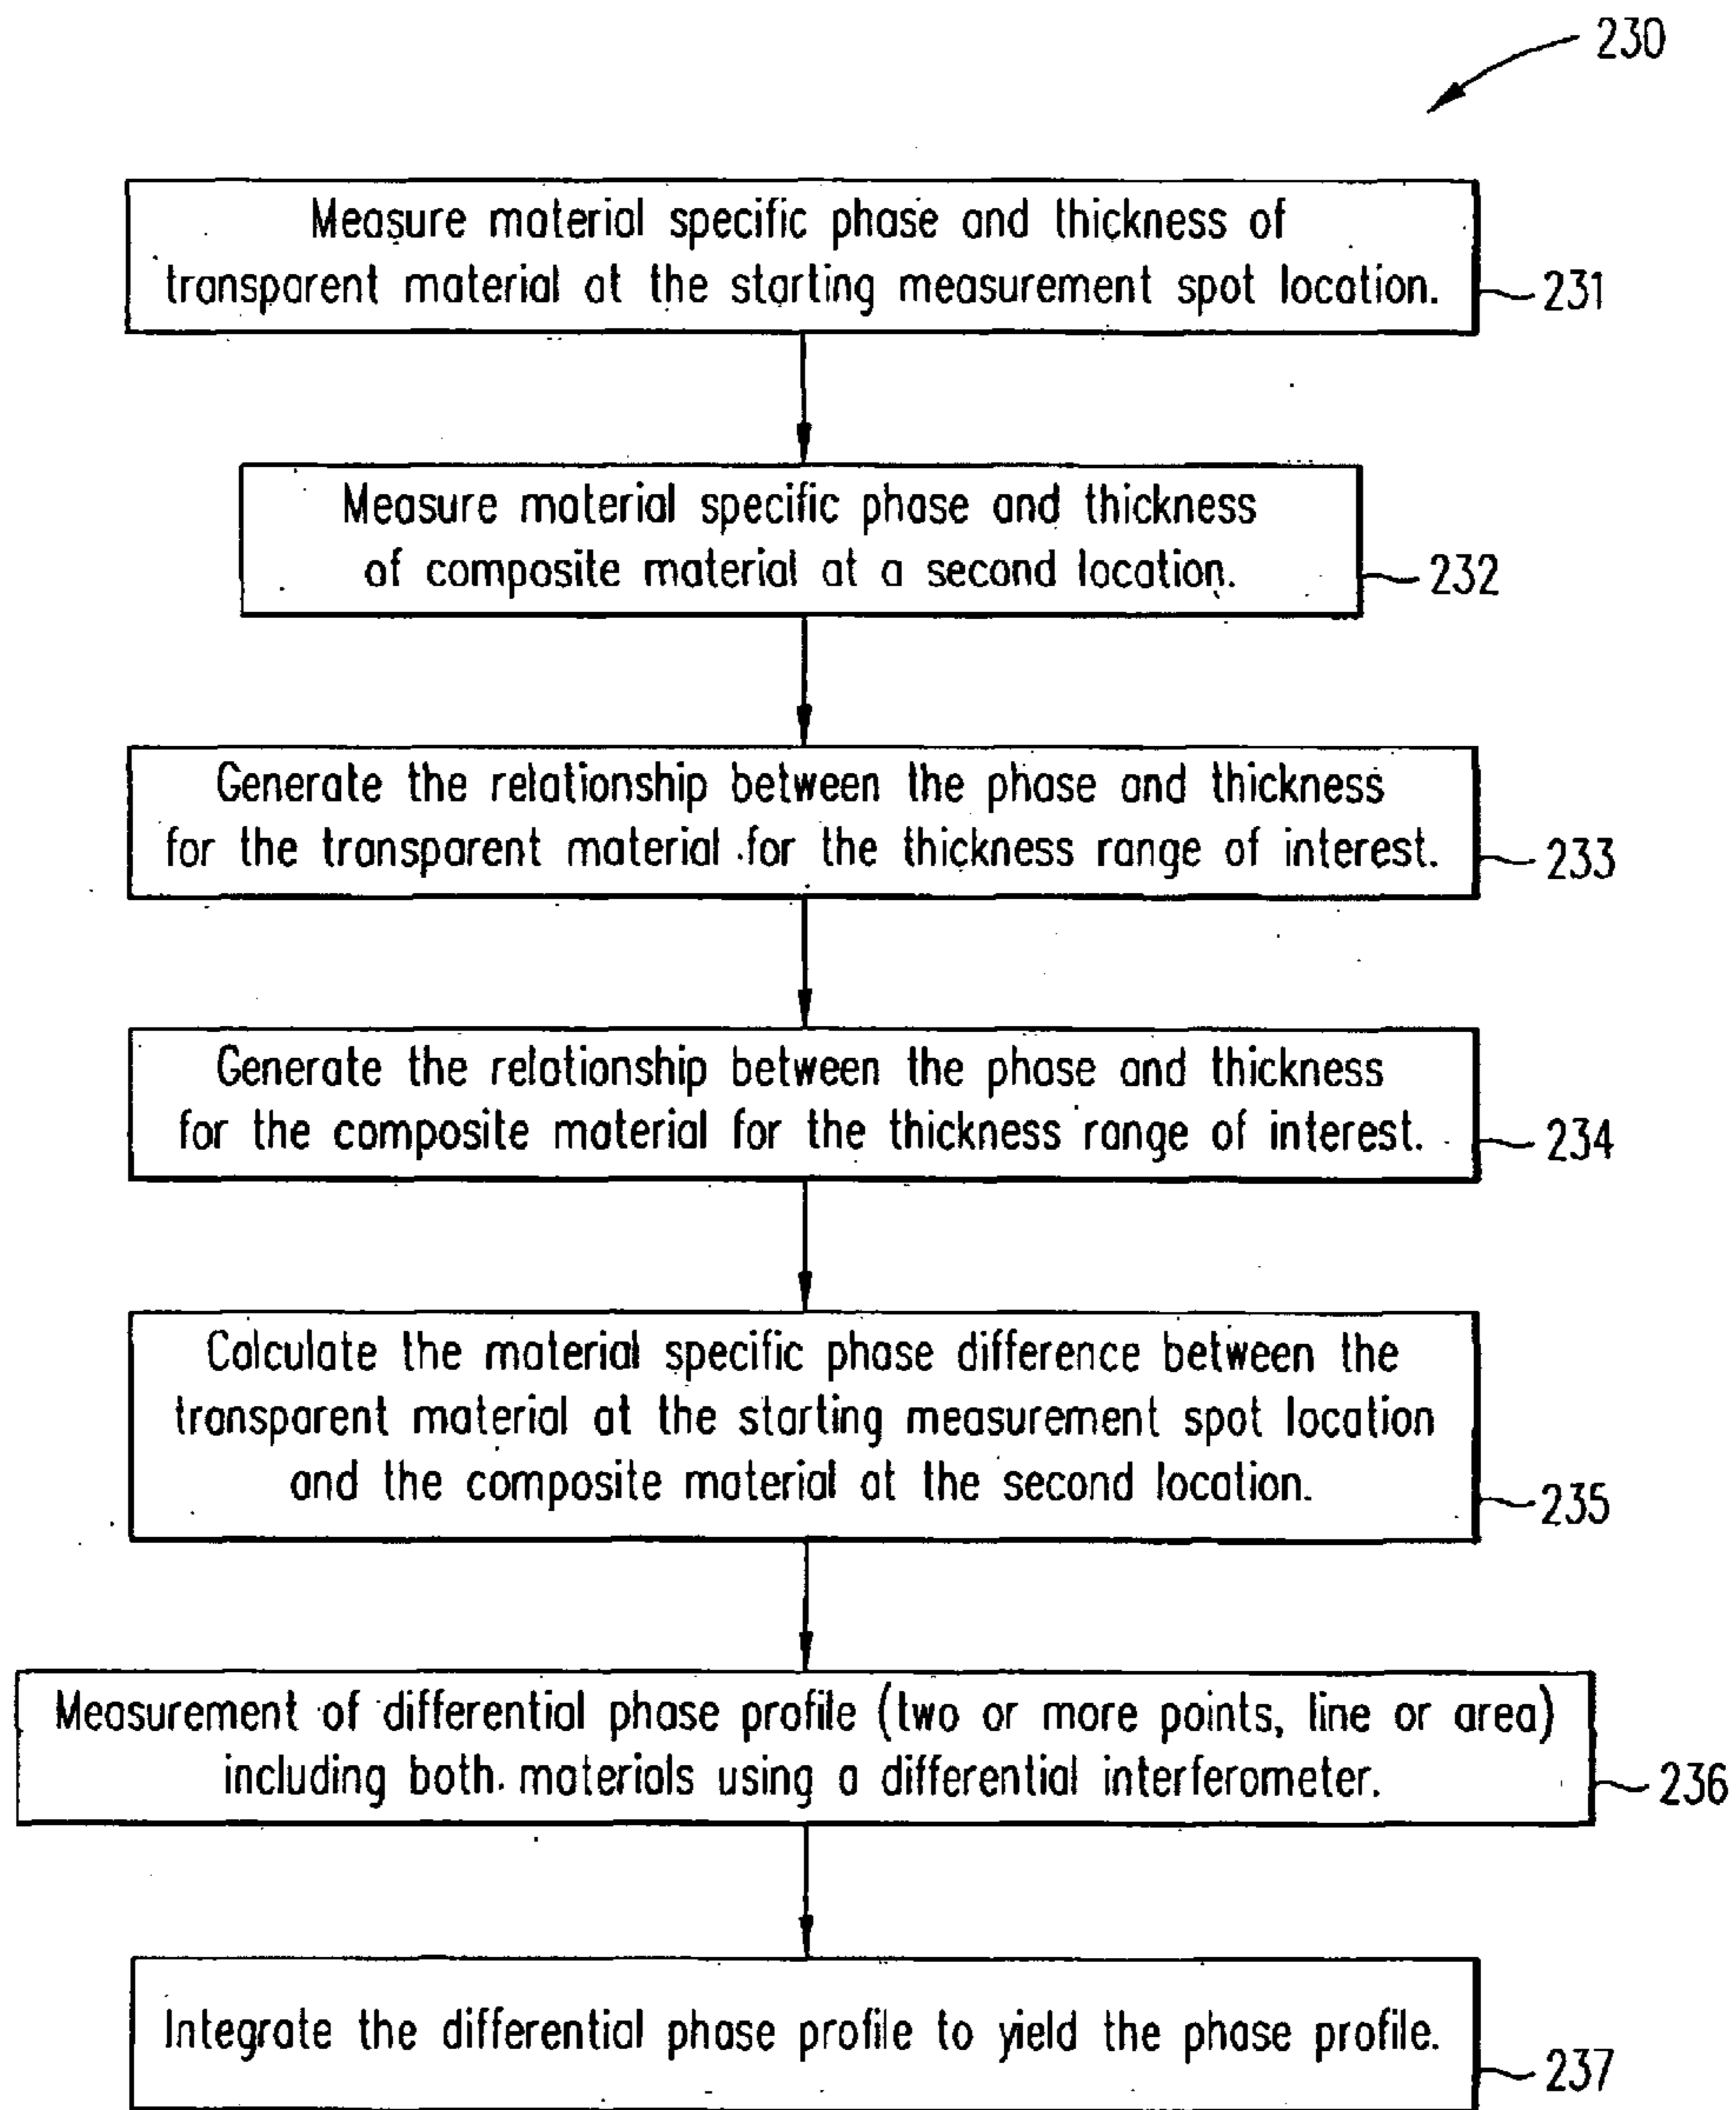 230
Measure material specific phase and thickness of
transparent material at the starting measurement spot location.
231
Measure material specific phase and thickness
of composite material at a second location.
232
Generate the relationship between the phase and thickness
for the transparent material for the thickness range of interest.
233
Generate the relationship between the phase and thickness
for the composite material for the thickness range of interest.
234
Calculate the material specific phase difference between the
transparent material at the starting measurement spot location
and the composite material at the second location.
235
Measurement of differential phase profile (two or more points, line or area)
including both materials using a differential interferometer.
236
Integrate the differential phase profile to yield the phase profile.
237